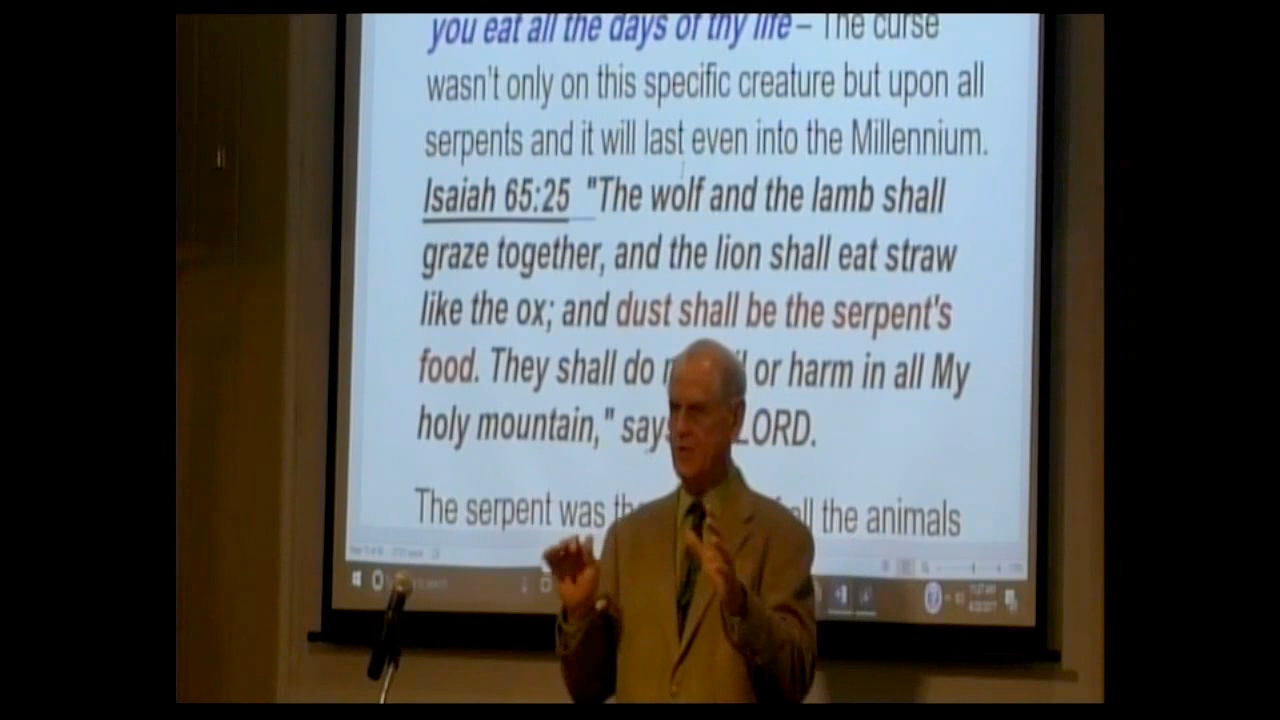 you eat all the days of thy life – The curse
wasn't only on this specific creature but upon all
serpents and it will last even into the Millennium.
Isaiah 65:25 "The wolf and the lamb shall
graze together, and the lion shall eat straw
like the ox; and dust shall be the serpent's
food. They shall do or harm in all My
holy mountain," says LORD.
The serpent was all the animals